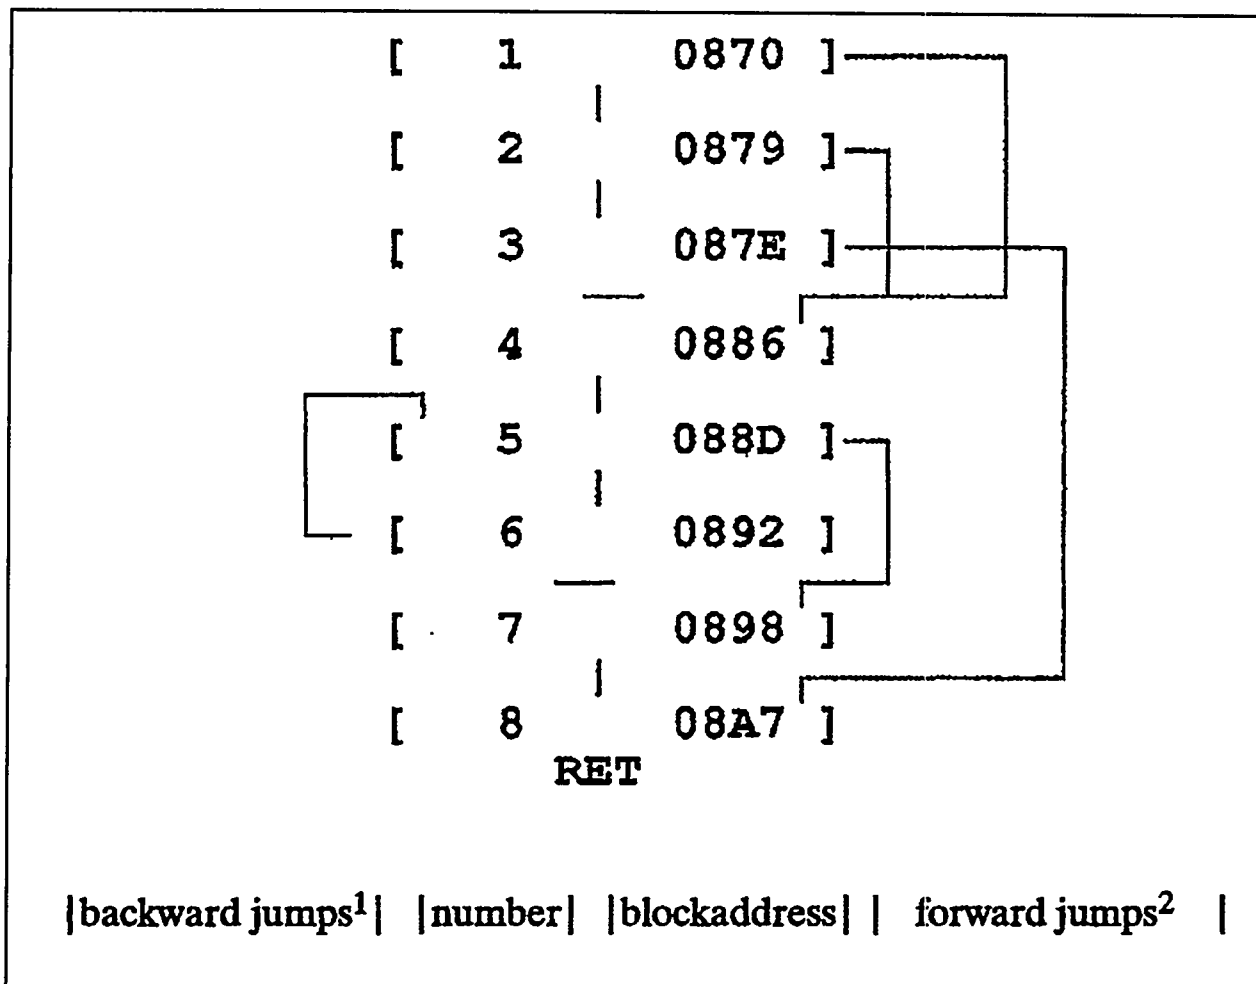 [ 1 0870 ]
[ 2 0879 ]
[ 3 087E ]
[ 4 0886 ]
[ 5 088D ]
[ 6 0892 ]
[ 7 0898 ]
[ 8 08A7 ]
RET
|backward jumps¹| |number| |blockaddress| | forward jumps² |